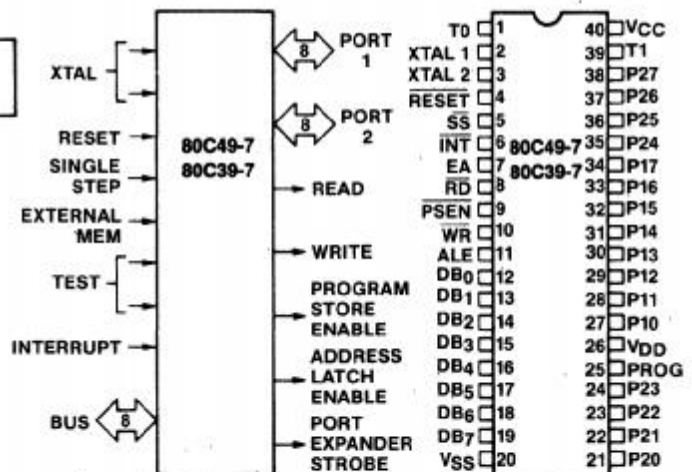 XTAL
RESET
SINGLE
STEP
EXTERNAL
MEM
TEST
INTERRUPT
BUS
8
80C49-7
80C39-7
8
PORT
1
8
PORT
2
READ
WRITE
PROGRAM
STORE
ENABLE
ADDRESS
LATCH
ENABLE
PORT
EXPANDER
STROBE
T0 1 40 VCC
XTAL 1 2 39 T1
XTAL 2 3 38 P27
RESET 4 37 P26
SS 5 36 P25
INT 6 80C49-7 35 P24
EA 7 80C39-7 34 P17
RD 8 33 P16
PSEN 9 32 P15
WR 10 31 P14
ALE 11 30 P13
DB0 12 29 P12
DB1 13 28 P11
DB2 14 27 P10
DB3 15 26 VDD
DB4 16 25 PROG
DB5 17 24 P23
DB6 18 23 P22
DB7 19 22 P21
VSS 20 21 P20